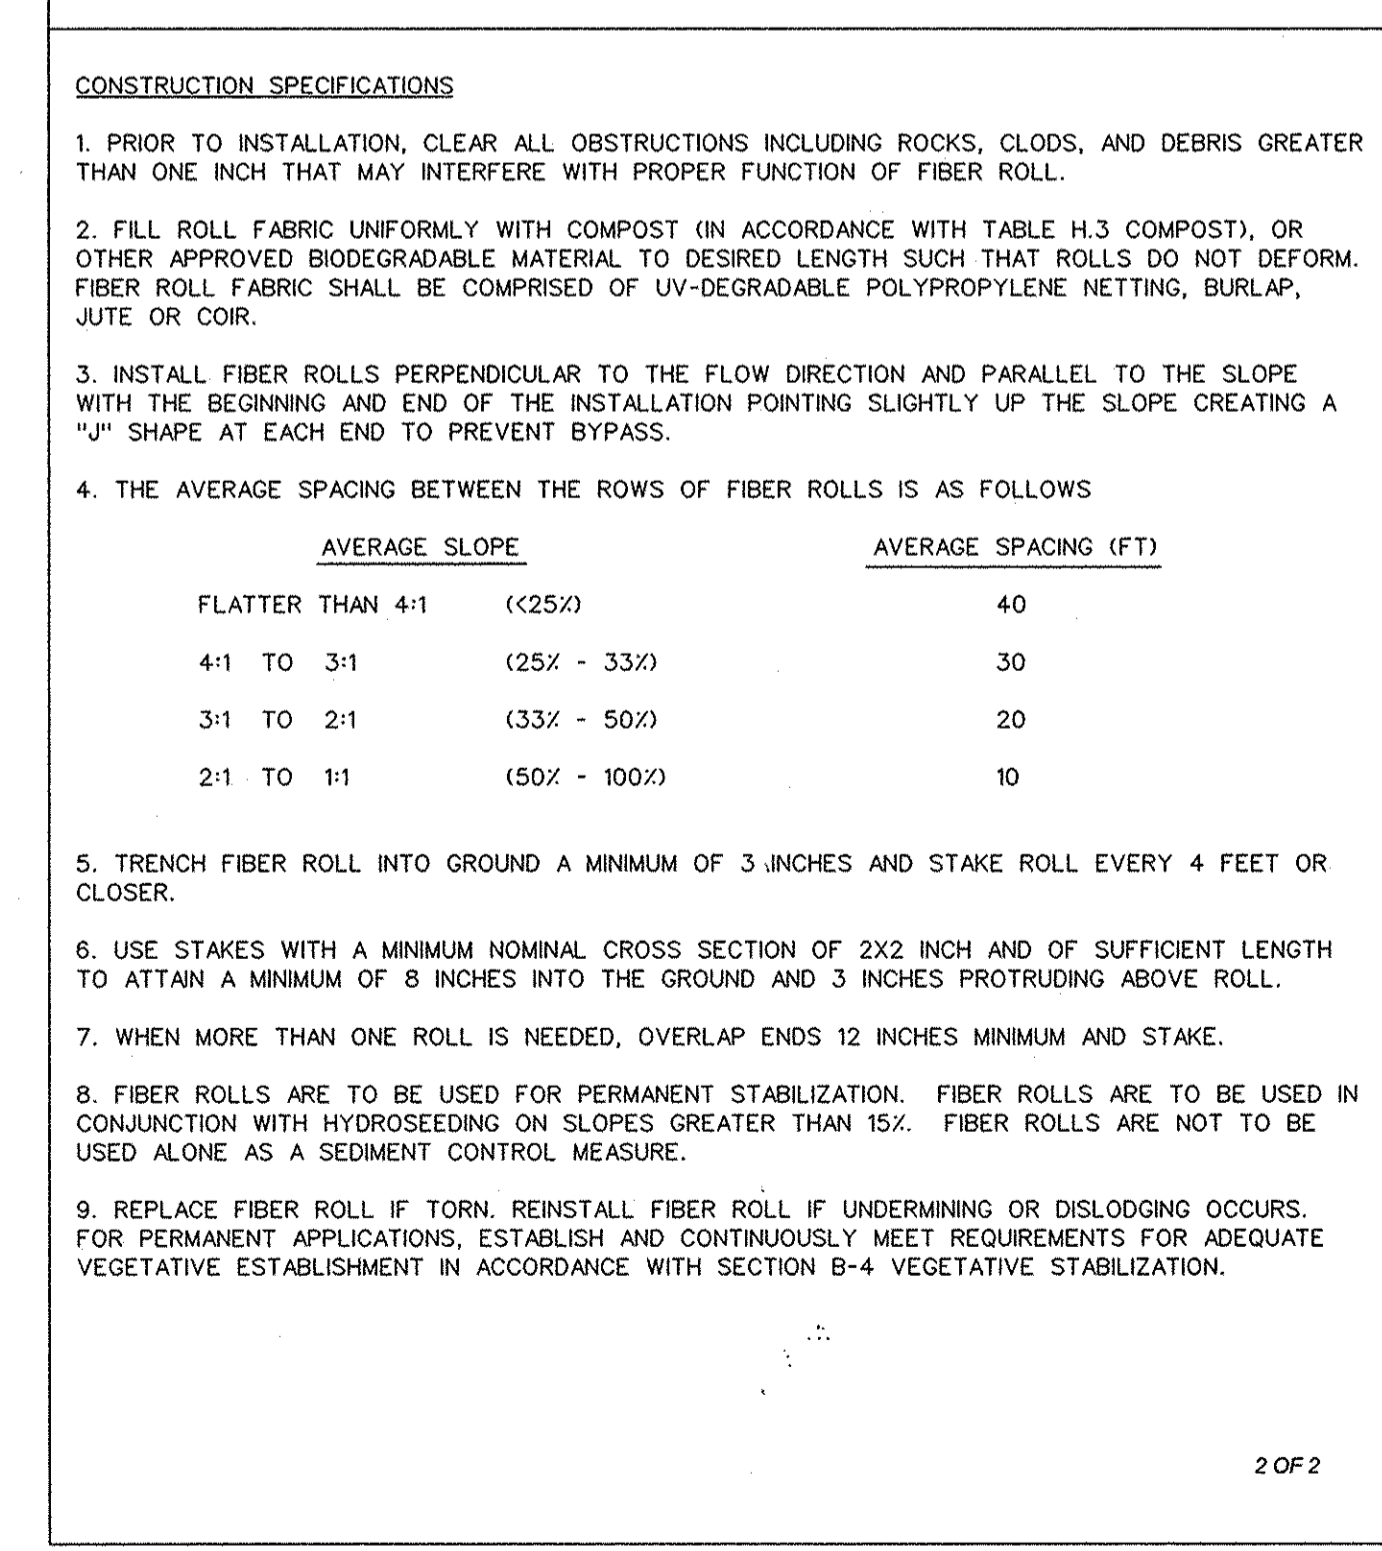 CONSTRUCTION SPECIFICATIONS
1. PRIOR TO INSTALLATION, CLEAR ALL OBSTRUCTIONS INCLUDING ROCKS, CLODS, AND DEBRIS GREATER
THAN ONE INCH THAT MAY INTERFERE WITH PROPER FUNCTION OF FIBER ROLL.
2. FILL ROLL FABRIC UNIFORMLY WITH COMPOST (IN ACCORDANCE WITH TABLE H.3 COMPOST), OR
OTHER APPROVED BIODEGRADABLE MATERIAL TO DESIRED LENGTH SUCH THAT ROLLS DO NOT DEFORM.
FIBER ROLL FABRIC SHALL BE COMPRISED OF UV-DEGRADABLE POLYPROPYLENE NETTING, BURLAP,
JUTE OR COIR.
3. INSTALL FIBER ROLLS PERPENDICULAR TO THE FLOW DIRECTION AND PARALLEL TO THE SLOPE
WITH THE BEGINNING AND END OF THE INSTALLATION POINTING SLIGHTLY UP THE SLOPE CREATING A
"J" SHAPE AT EACH END TO PREVENT BYPASS.
4. THE AVERAGE SPACING BETWEEN THE ROWS OF FIBER ROLLS IS AS FOLLOWS
AVERAGE SLOPE AVERAGE SPACING (FT)
FLATTER THAN 4:1 (<25%) 40
4:1 TO 3:1 (25% - 33%) 30
3:1 TO 2:1 (33% - 50%) 20
2:1 TO 1:1 (50% - 100%) 10
5. TRENCH FIBER ROLL INTO GROUND A MINIMUM OF 3 INCHES AND STAKE ROLL EVERY 4 FEET OR
CLOSER.
6. USE STAKES WITH A MINIMUM NOMINAL CROSS SECTION OF 2X2 INCH AND OF SUFFICIENT LENGTH
TO ATTAIN A MINIMUM OF 8 INCHES INTO THE GROUND AND 3 INCHES PROTRUDING ABOVE ROLL.
7. WHEN MORE THAN ONE ROLL IS NEEDED, OVERLAP ENDS 12 INCHES MINIMUM AND STAKE.
8. FIBER ROLLS ARE TO BE USED FOR PERMANENT STABILIZATION. FIBER ROLLS ARE TO BE USED IN
CONJUNCTION WITH HYDROSEEDING ON SLOPES GREATER THAN 15%. FIBER ROLLS ARE NOT TO BE
USED ALONE AS A SEDIMENT CONTROL MEASURE.
9. REPLACE FIBER ROLL IF TORN. REINSTALL FIBER ROLL IF UNDERMINING OR DISLODGING OCCURS.
FOR PERMANENT APPLICATIONS, ESTABLISH AND CONTINUOUSLY MEET REQUIREMENTS FOR ADEQUATE
VEGETATIVE ESTABLISHMENT IN ACCORDANCE WITH SECTION B-4 VEGETATIVE STABILIZATION.
2 OF 2